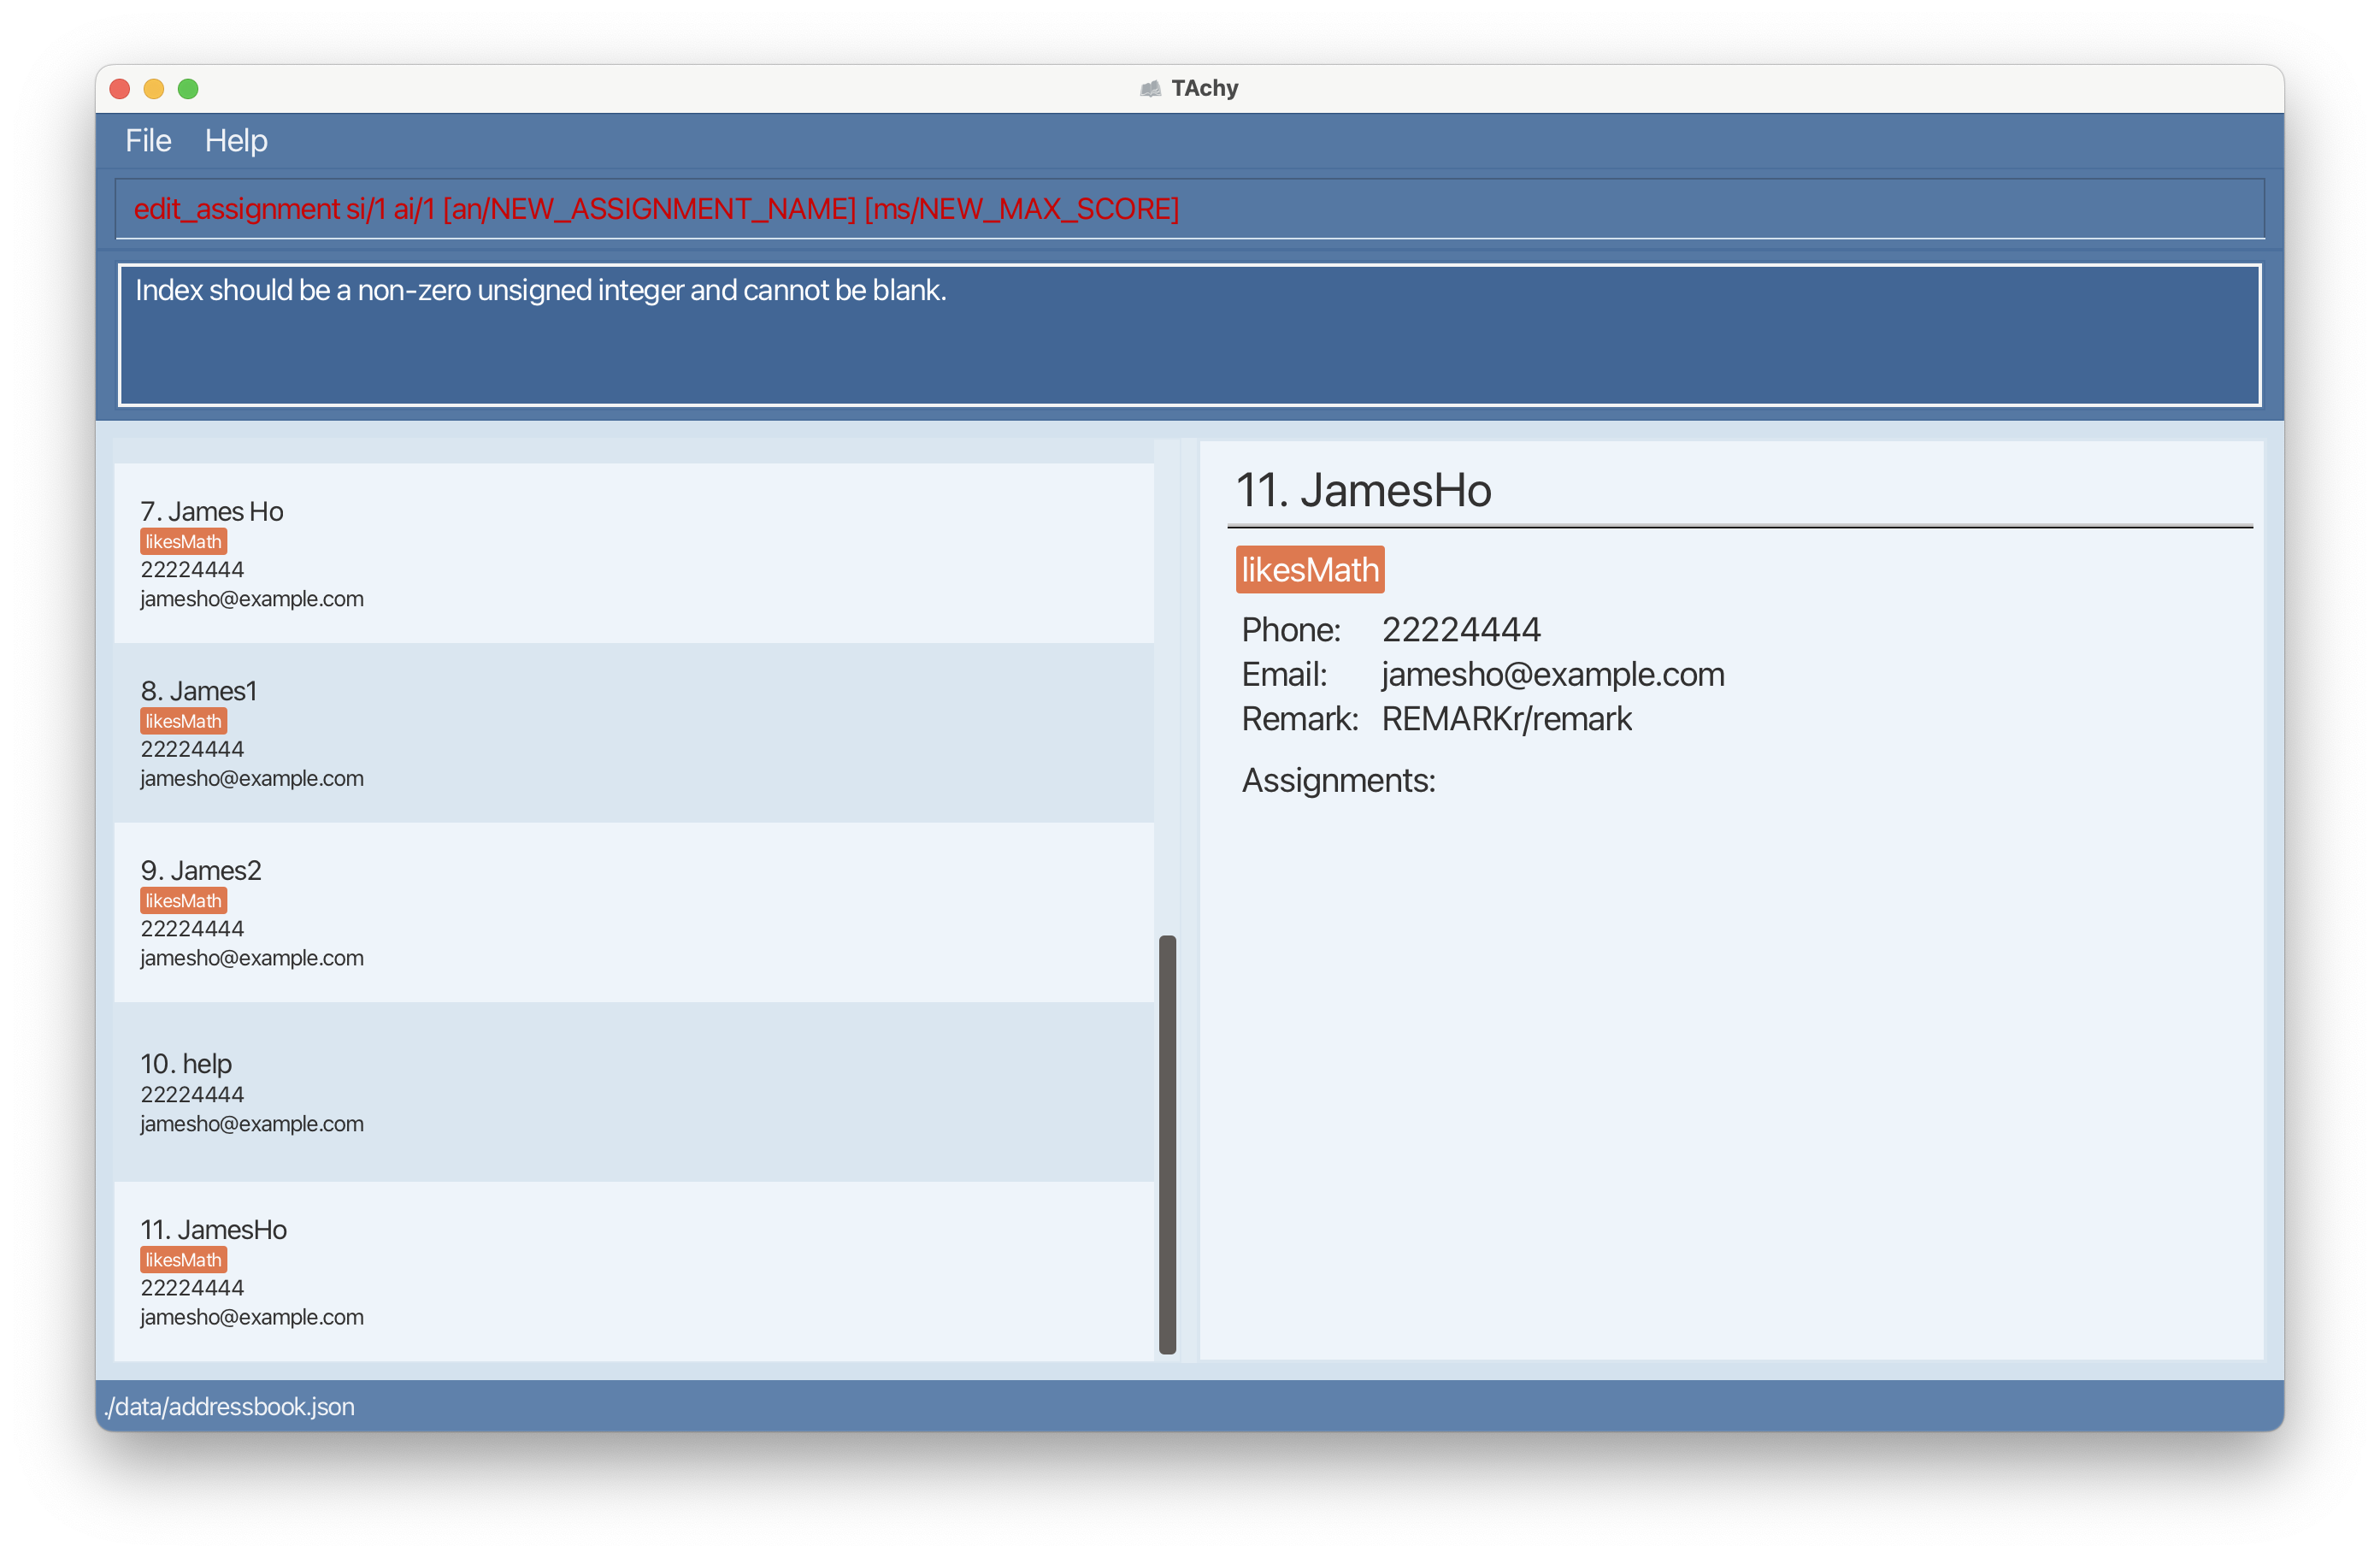 TAchy
File Help
edit_assignment si/1 ai/1 [an/NEW_ASSIGNMENT_NAME] [ms/NEW_MAX_SCORE]
Index should be a non-zero unsigned integer and cannot be blank.
7. James Ho
likesMath
22224444
jamesho@example.com
8. James1
likesMath
22224444
jamesho@example.com
9. James2
likesMath
22224444
jamesho@example.com
10. help
22224444
jamesho@example.com
11. JamesHo
likesMath
22224444
jamesho@example.com
11. JamesHo
likesMath
Phone: 22224444
Email: jamesho@example.com
Remark: REMARKr/remark
Assignments:
./data/addressbook.json